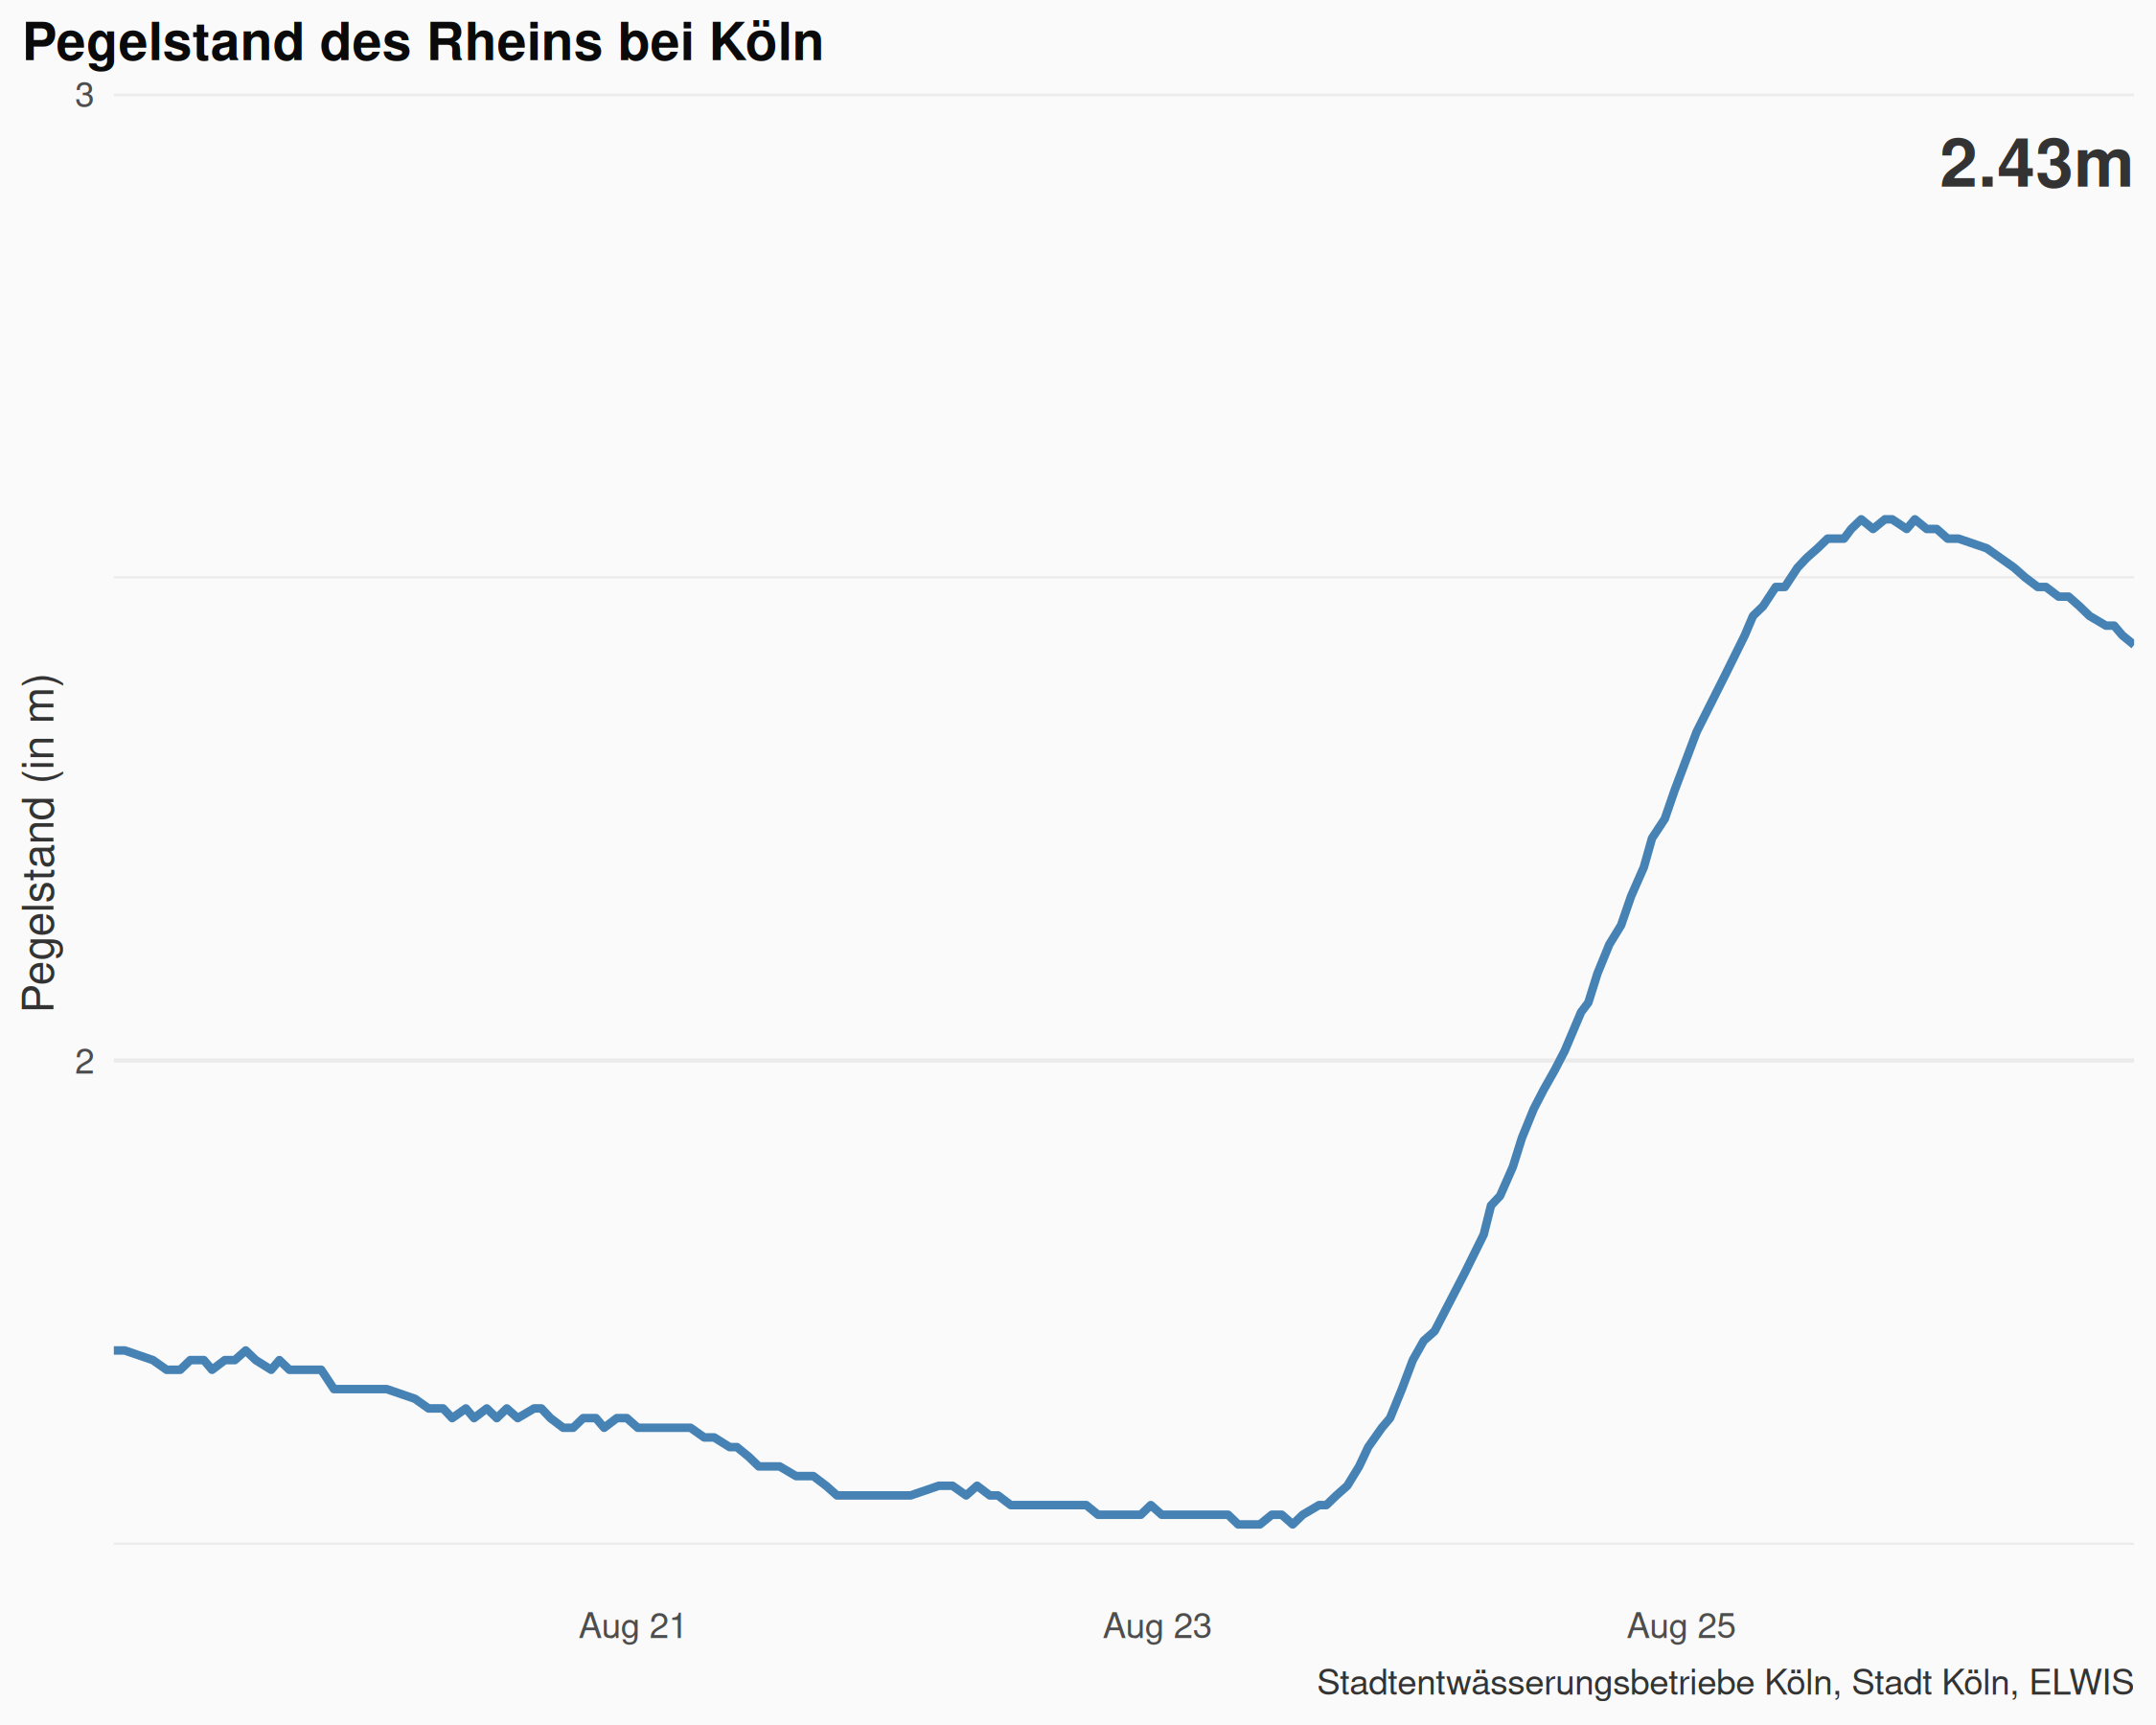 Pegelstand des Rheins bei Köln
3
2.43m
Pegelstand (in m)
2
Aug 21
Aug 23
Aug 25
Stadtentwässerungsbetriebe Köln, Stadt Köln, ELWIS